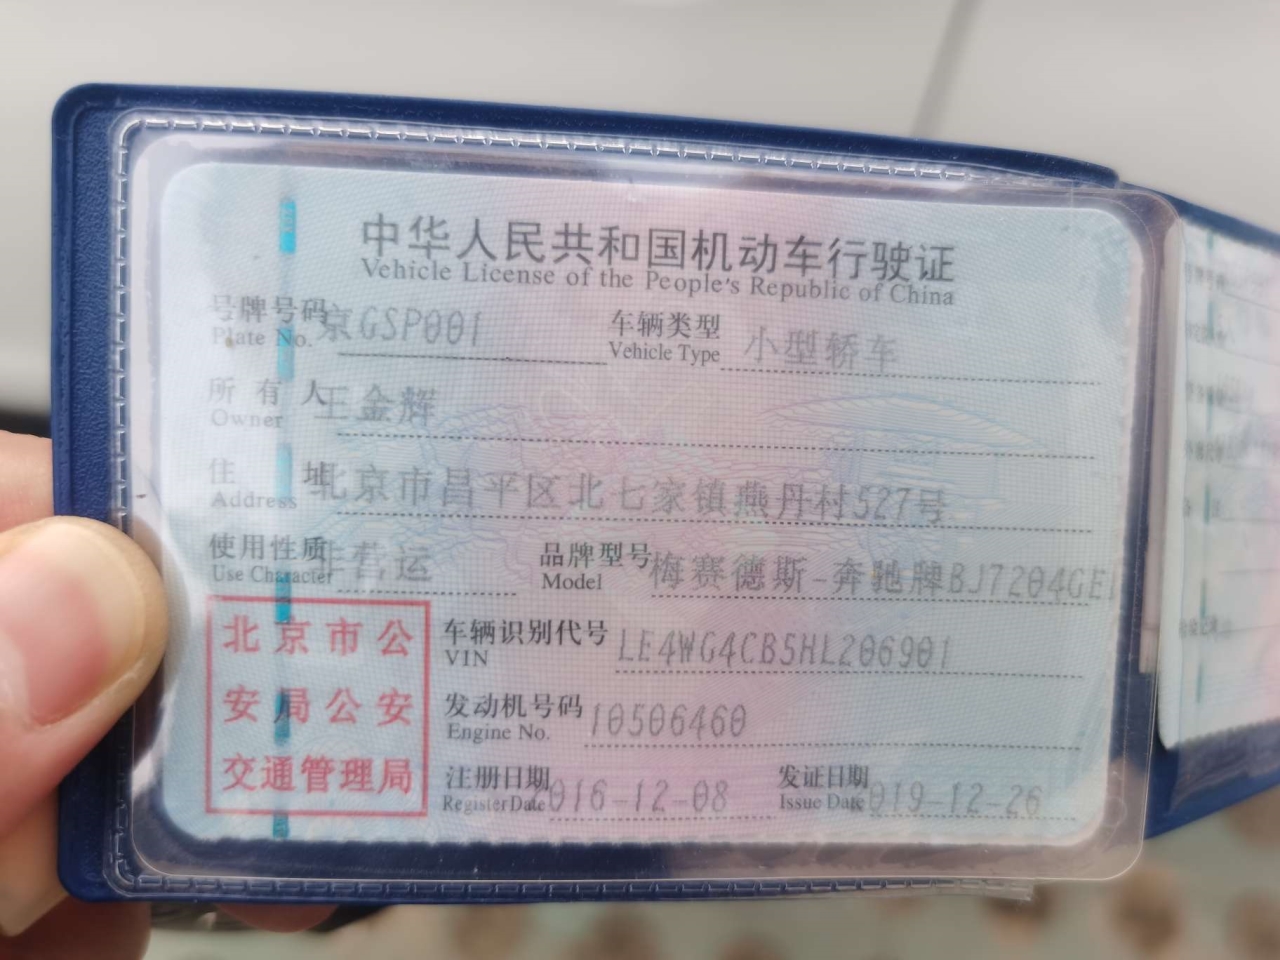 中华人民共和国机动车行驶证
Vehicle License of the People's Republic of China
号牌号码 京GSP001 车辆类型 小型轿车
Plate No. Vehicle Type
所有人 王金辉
Owner
住址 北京市昌平区北七家镇燕丹村527号
Address
使用性质 非营运 品牌型号 梅赛德斯-奔驰牌BJ7204GE
Use Character Model
北京市公
安局公安
交通管理局
车辆识别代号 LE4WG4CB5HL206901
VIN
发动机号码 10506460
Engine No.
注册日期 016-12-08 发证日期 019-12-26
Register Date Issue Date